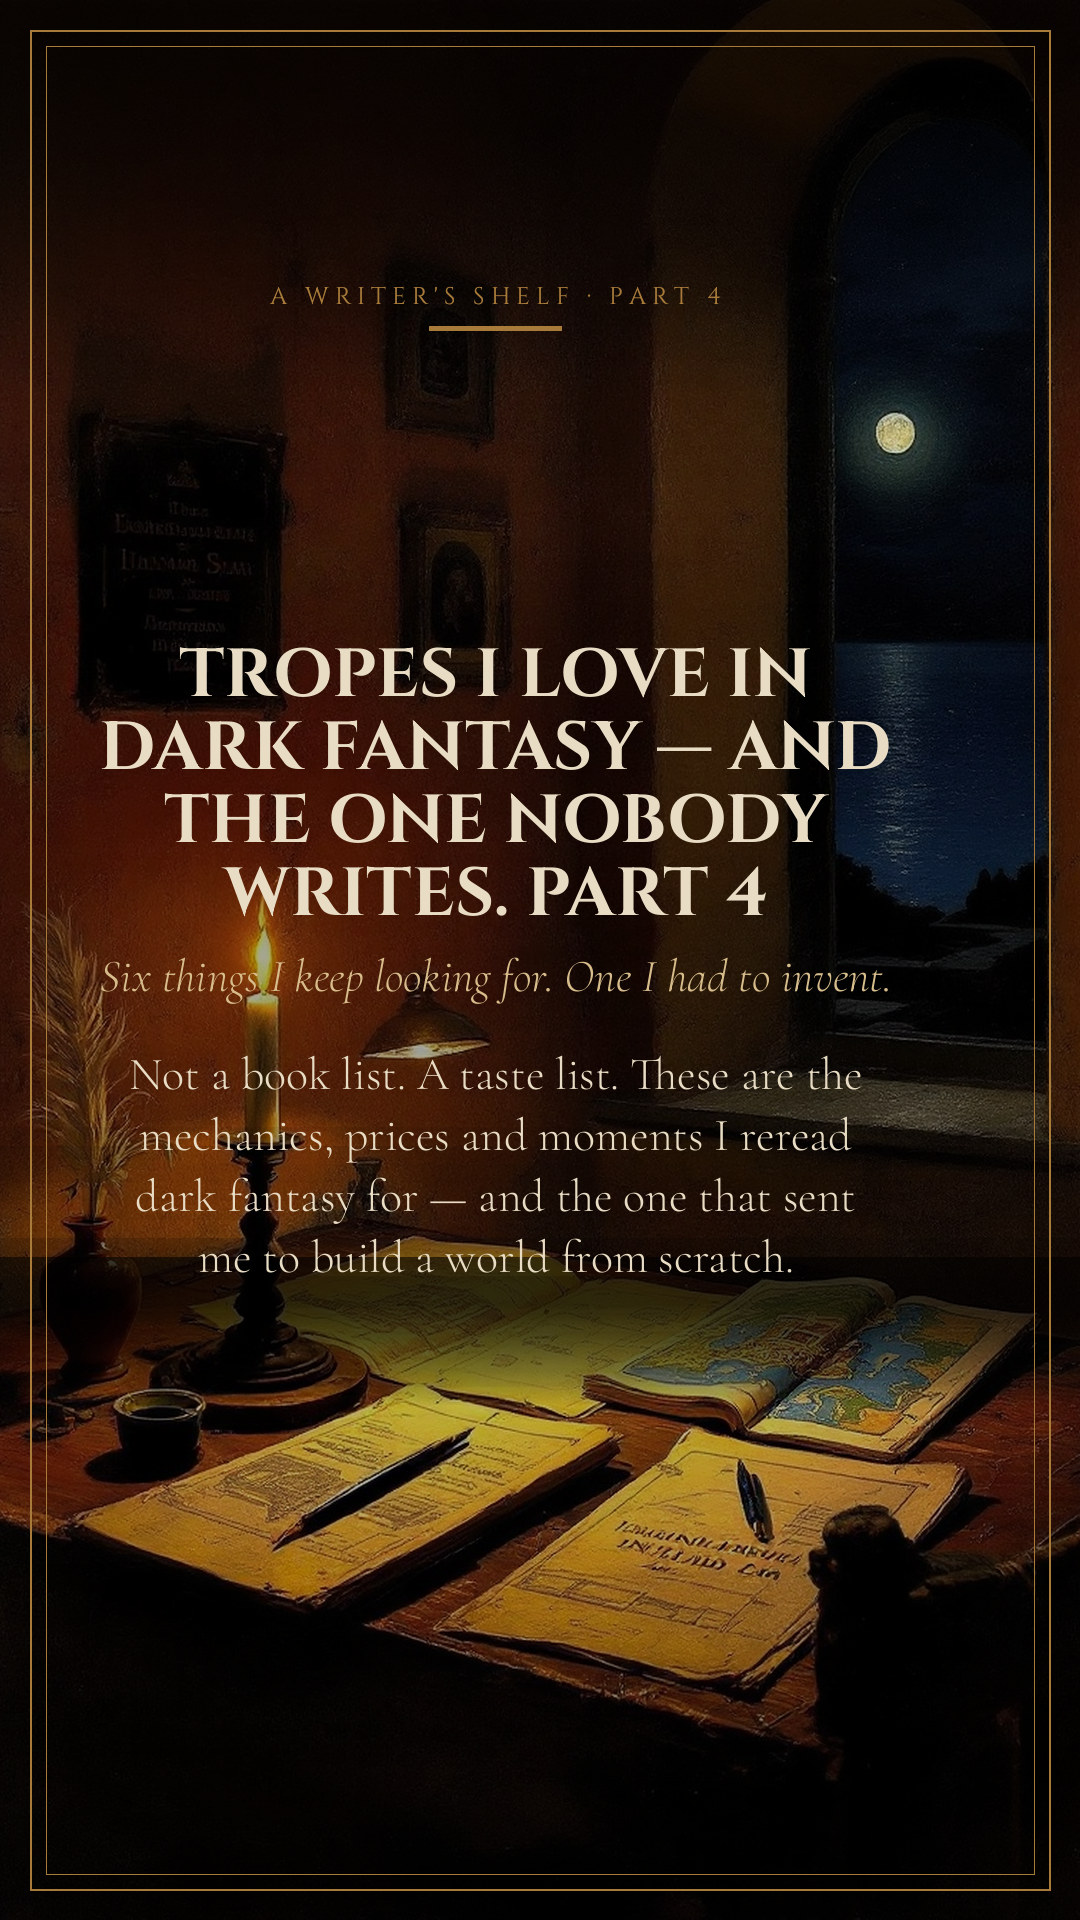 A WRITER'S SHELF · PART 4
TROPES I LOVE IN
DARK FANTASY — AND
THE ONE NOBODY
WRITES. PART 4
Six things I keep looking for. One I had to invent.
Not a book list. A taste list. These are the
mechanics, prices and moments I reread
dark fantasy for — and the one that sent
me to build a world from scratch.